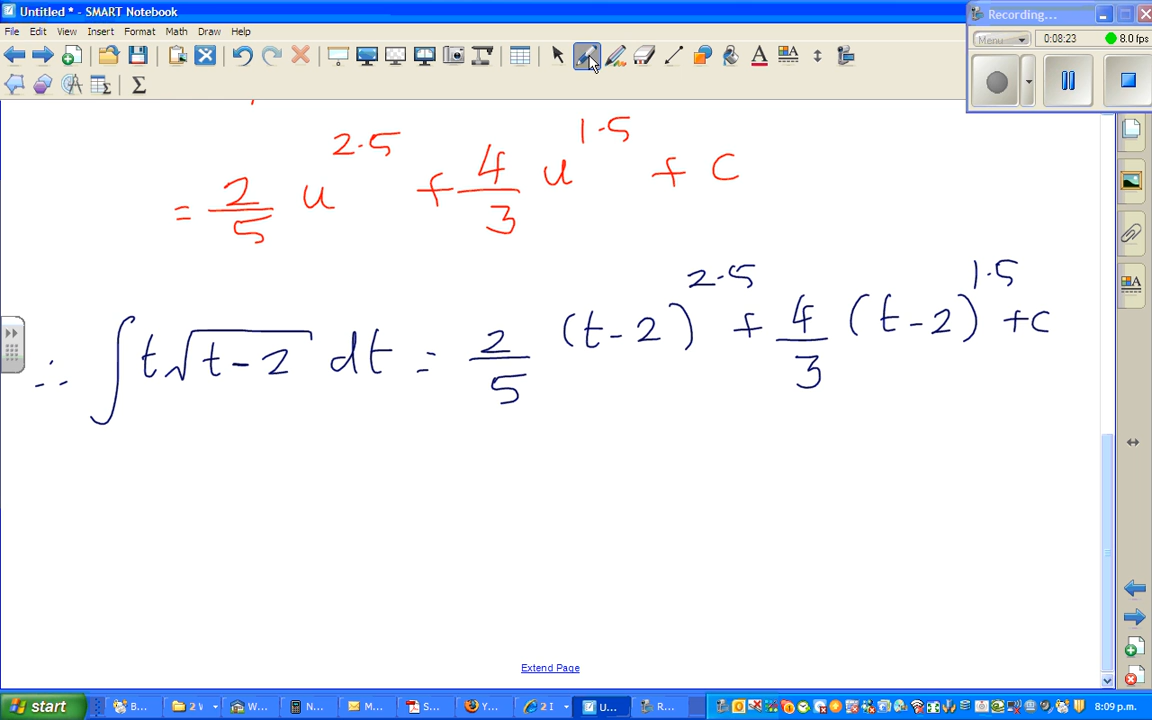 Untitled * - SMART Notebook
Recording...
File Edit View Insert Format Math Draw Help
Menu
0:08:23
8.0 fps
= 2/5 u^2.5 + 4/3 u^1.5 + c
∴ ∫ t√(t-2) dt = 2/5 (t-2)^2.5 + 4/3 (t-2)^1.5 + c
Extend Page
start
B...
2 V
W...
N...
M...
S...
Y...
2 I
U...
R...
8:09 p.m.